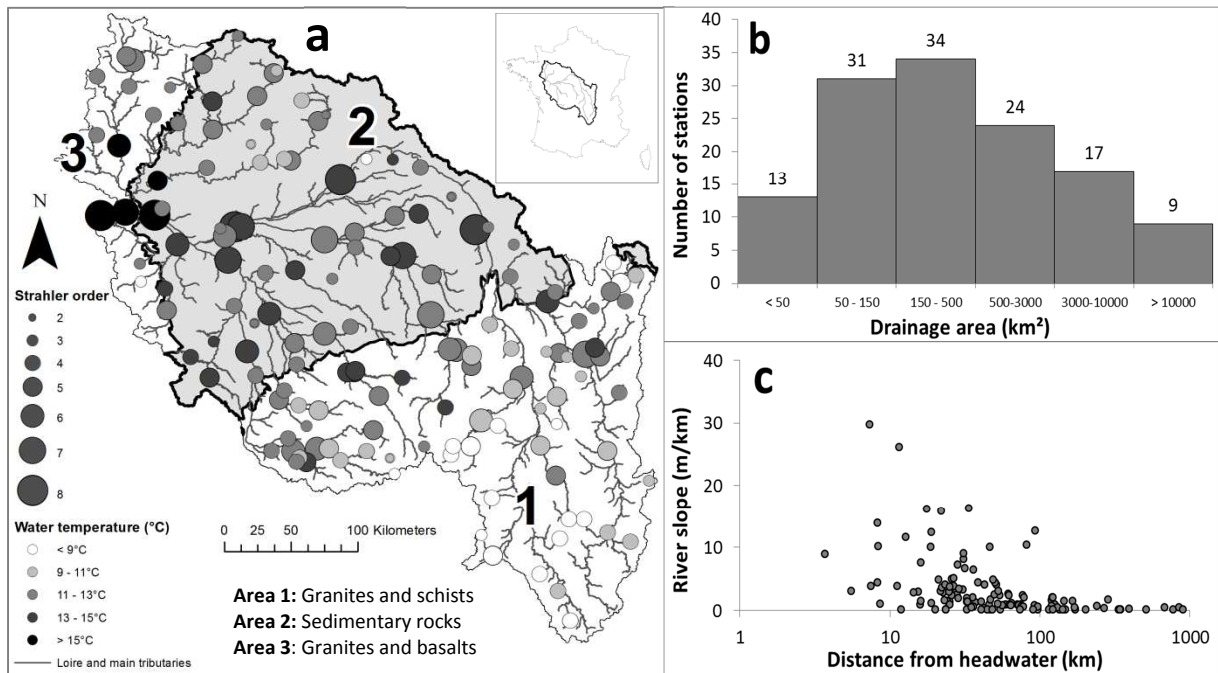 a
2
3
1
N
Strahler order
2
3
4
5
6
7
8
Water temperature (°C)
< 9°C
9 - 11°C
11 - 13°C
13 - 15°C
> 15°C
Loire and main tributaries
0 25 50 100 Kilometers
Area 1: Granites and schists
Area 2: Sedimentary rocks
Area 3: Granites and basalts
b
Number of stations
40
35
30
25
20
15
10
5
0
13
31
34
24
17
9
< 50
50 - 150
150 - 500
500-3000
3000-10000
> 10000
Drainage area (km²)
c
River slope (m/km)
40
30
20
10
0
1
10
100
1000
Distance from headwater (km)